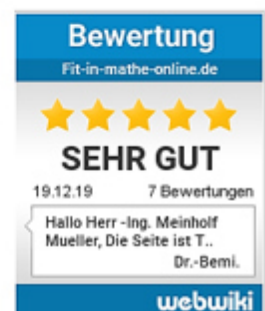 Bewertung
Fit-in-mathe-online.de
SEHR GUT
19.12.19 7 Bewertungen
Hallo Herr -Ing. Meinholf
Mueller, Die Seite ist T..
Dr.-Bemi.
webwiki